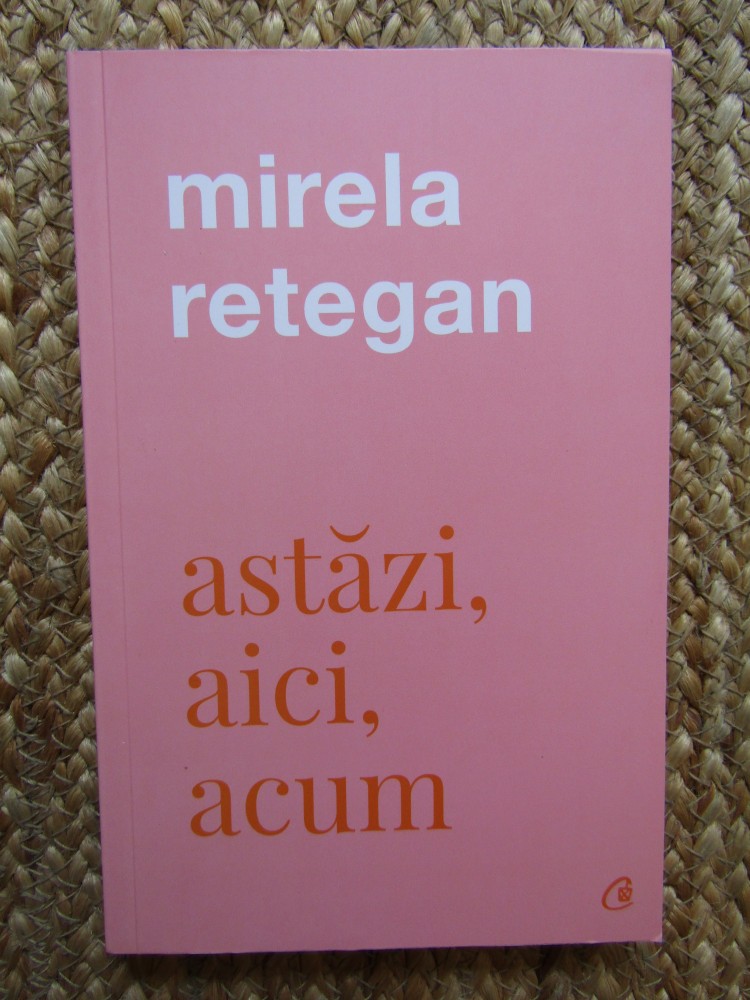 mirela
retegan
astăzi,
aici,
acum